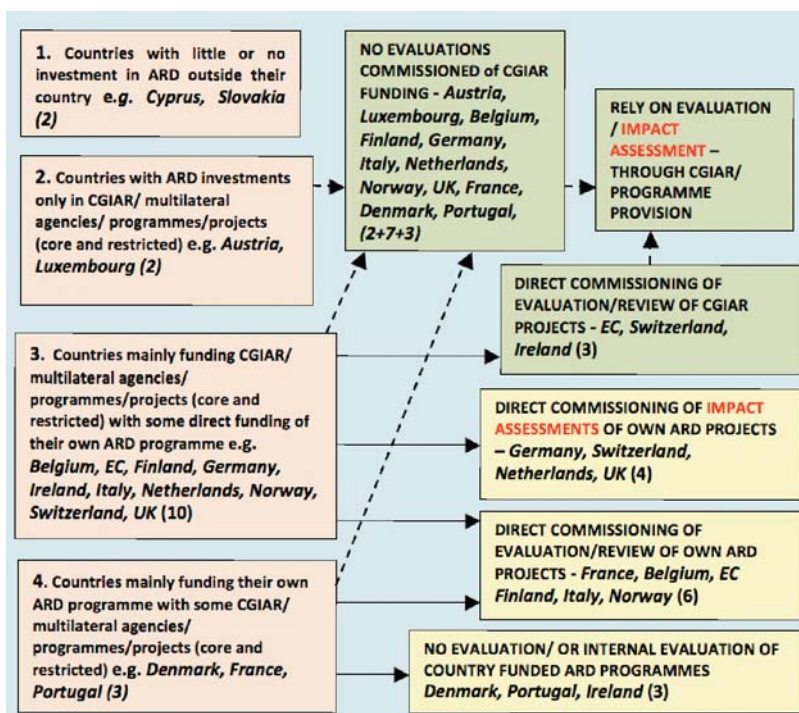 1. Countries with little or no
investment in ARD outside their
country e.g. Cyprus, Slovakia
(2)
2. Countries with ARD investments
only in CGIAR/ multilateral
agencies/ programmes/projects
(core and restricted) e.g. Austria,
Luxembourg (2)
3. Countries mainly funding CGIAR/
multilateral agencies/
programmes/projects (core and
restricted) with some direct funding of
their own ARD programme e.g.
Belgium, EC, Finland, Germany,
Ireland, Italy, Netherlands, Norway,
Switzerland, UK (10)
4. Countries mainly funding their own
ARD programme with some CGIAR/
multilateral agencies/
programmes/projects (core and
restricted) e.g. Denmark, France,
Portugal (3)
NO EVALUATIONS
COMMISSIONED of CGIAR
FUNDING - Austria,
Luxembourg, Belgium,
Finland, Germany,
Italy, Netherlands,
Norway, UK, France,
Denmark, Portugal,
(2+7+3)
RELY ON EVALUATION
/ IMPACT
ASSESSMENT –
THROUGH CGIAR/
PROGRAMME
PROVISION
DIRECT COMMISSIONING OF
EVALUATION/REVIEW OF CGIAR
PROJECTS - EC, Switzerland,
Ireland (3)
DIRECT COMMISSIONING OF IMPACT
ASSESSMENTS OF OWN ARD PROJECTS
– Germany, Switzerland,
Netherlands, UK (4)
DIRECT COMMISSIONING OF
EVALUATION/REVIEW OF OWN ARD
PROJECTS - France, Belgium, EC
Finland, Italy, Norway (6)
NO EVALUATION/ OR INTERNAL EVALUATION OF
COUNTRY FUNDED ARD PROGRAMMES
Denmark, Portugal, Ireland (3)